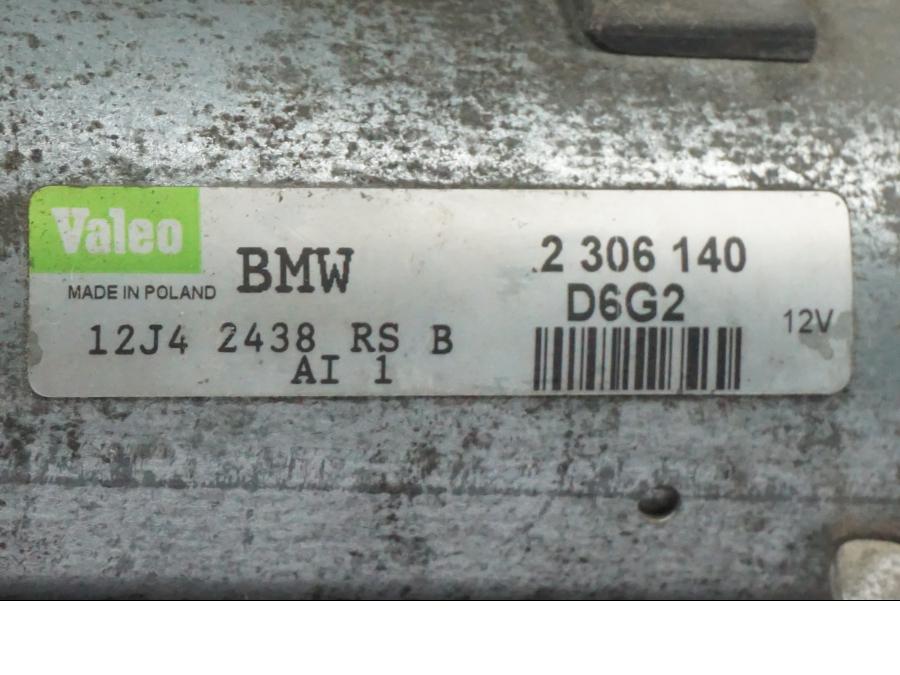 Valeo
BMW
MADE IN POLAND
12J4 2438 RS B
AI 1
2 306 140
D6G2
12V